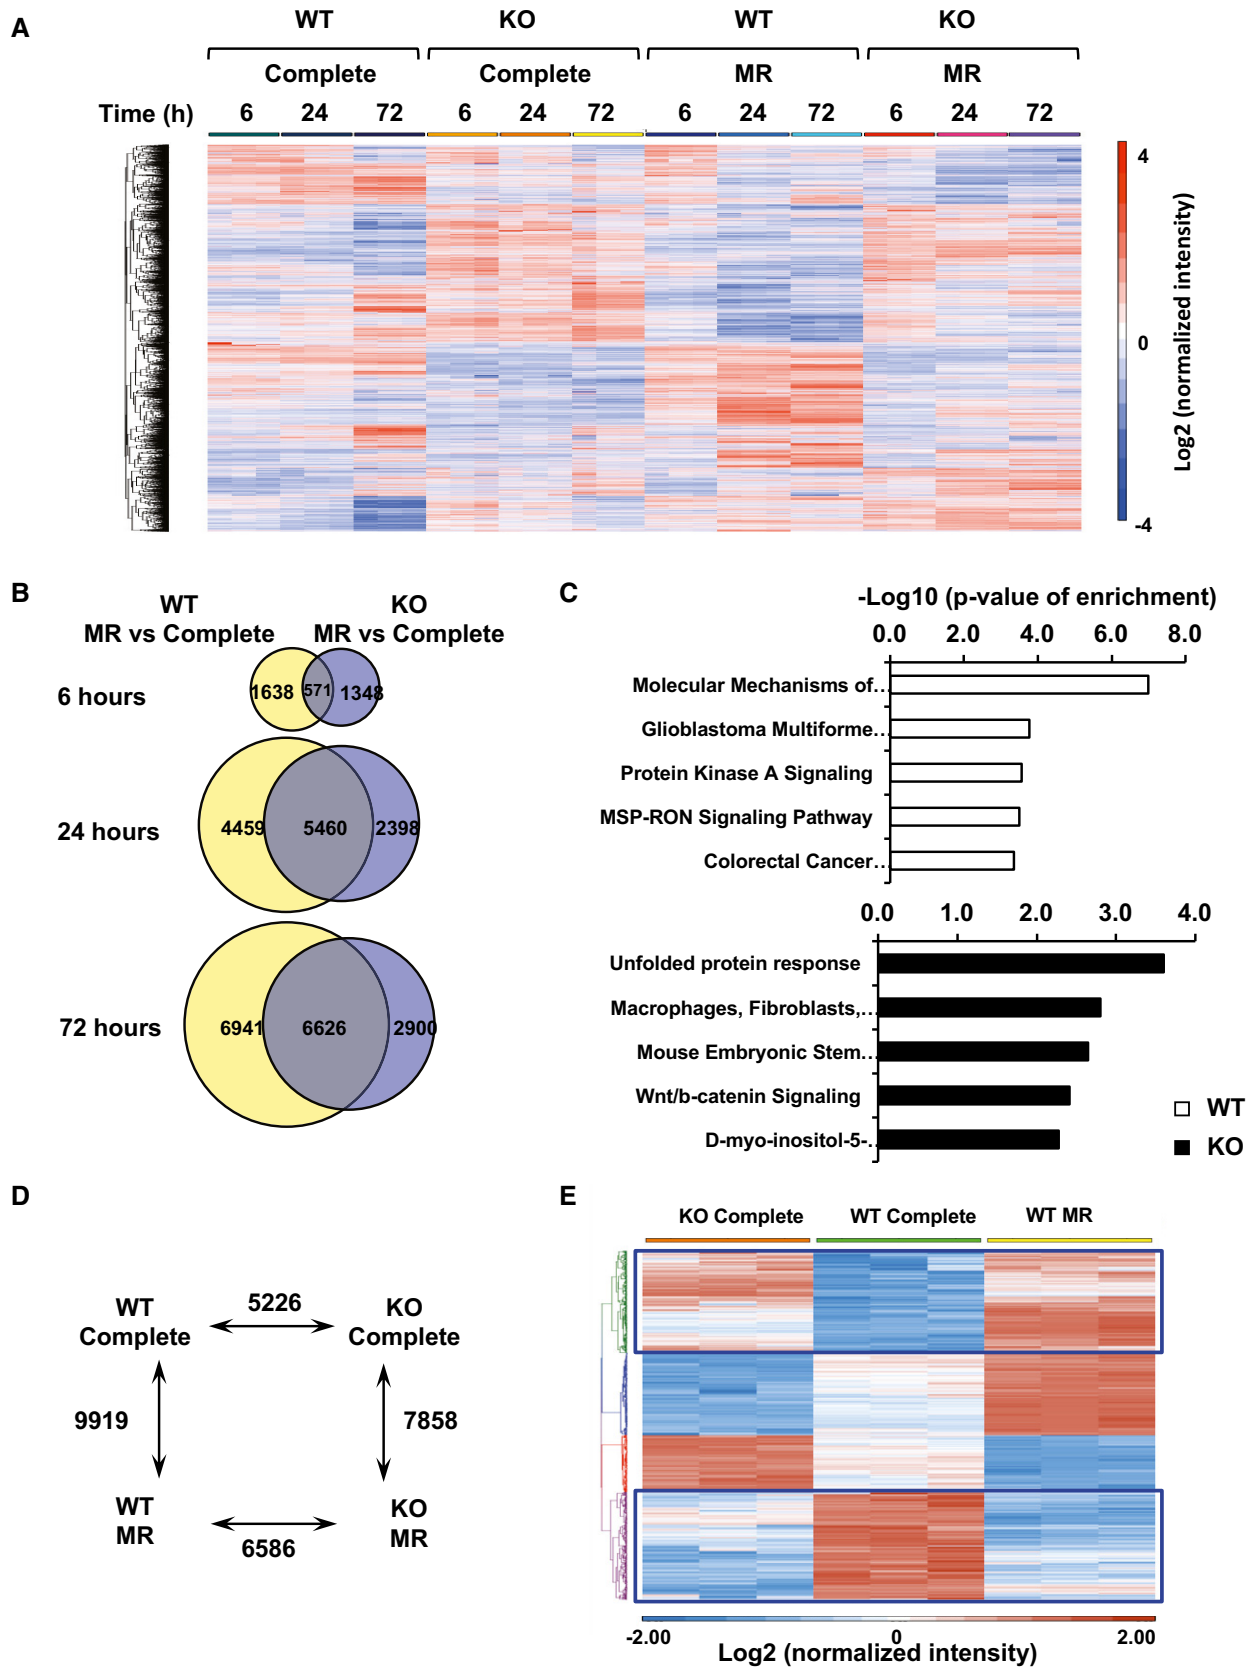 A
WT KO WT KO
Complete Complete MR MR
Time (h) 6 24 72 6 24 72 6 24 72 6 24 72
4
0
-4
Log2 (normalized intensity)
B
WT KO
MR vs Complete MR vs Complete
6 hours 1638 571 1348
24 hours 4459 5460 2398
72 hours 6941 6626 2900
C
-Log10 (p-value of enrichment)
0.0 2.0 4.0 6.0 8.0
Molecular Mechanisms of…
Glioblastoma Multiforme…
Protein Kinase A Signaling
MSP-RON Signaling Pathway
Colorectal Cancer…
0.0 1.0 2.0 3.0 4.0
Unfolded protein response
Macrophages, Fibroblasts,…
Mouse Embryonic Stem…
Wnt/b-catenin Signaling
D-myo-inositol-5-…
WT
KO
D
WT
Complete
5226
KO
Complete
9919
7858
WT
MR
6586
KO
MR
E
KO Complete WT Complete WT MR
-2.00 0 2.00
Log2 (normalized intensity)